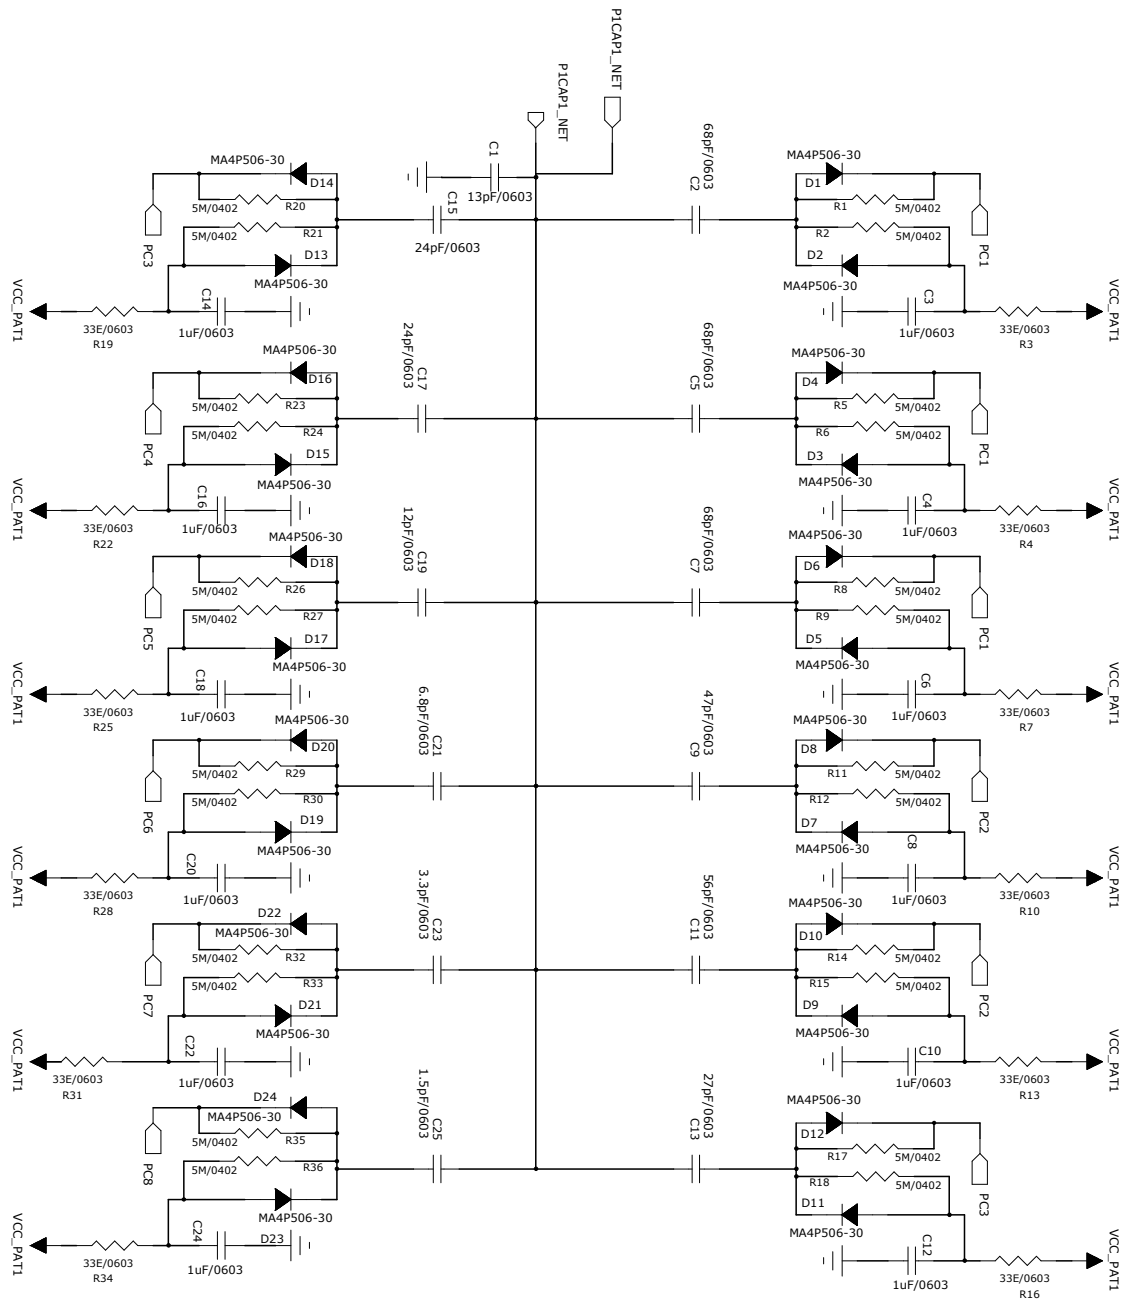 P1CAP1_NET
P1CAP1_NET
C1
13pF/0603
MA4P506-30
D14
R20
5M/0402
R21
5M/0402
D13
MA4P506-30
PC3
C15
24pF/0603
C14
1uF/0603
VCC_PAT1
33E/0603
R19
68pF/0603
C2
MA4P506-30
D1
R1
5M/0402
R2
5M/0402
D2
MA4P506-30
PC1
C3
1uF/0603
33E/0603
R3
VCC_PAT1
MA4P506-30
D16
R23
5M/0402
R24
5M/0402
D15
MA4P506-30
PC4
24pF/0603
C17
C16
1uF/0603
VCC_PAT1
33E/0603
R22
68pF/0603
C5
MA4P506-30
D4
R5
5M/0402
R6
5M/0402
D3
MA4P506-30
PC1
C4
1uF/0603
33E/0603
R4
VCC_PAT1
MA4P506-30
D18
R26
5M/0402
R27
5M/0402
D17
MA4P506-30
PC5
12pF/0603
C19
C18
1uF/0603
VCC_PAT1
33E/0603
R25
68pF/0603
C7
MA4P506-30
D6
R8
5M/0402
R9
5M/0402
D5
MA4P506-30
PC1
C6
1uF/0603
33E/0603
R7
VCC_PAT1
MA4P506-30
D20
R29
5M/0402
R30
5M/0402
D19
MA4P506-30
PC6
6.8pF/0603
C21
C20
1uF/0603
VCC_PAT1
33E/0603
R28
47pF/0603
C9
MA4P506-30
D8
R11
5M/0402
R12
5M/0402
D7
MA4P506-30
PC2
C8
1uF/0603
33E/0603
R10
VCC_PAT1
D22
MA4P506-30
R32
5M/0402
R33
5M/0402
D21
MA4P506-30
PC7
3.3pF/0603
C23
C22
1uF/0603
VCC_PAT1
33E/0603
R31
56pF/0603
C11
MA4P506-30
D10
R14
5M/0402
R15
5M/0402
D9
MA4P506-30
PC2
C10
1uF/0603
33E/0603
R13
VCC_PAT1
D24
MA4P506-30
R35
5M/0402
R36
5M/0402
MA4P506-30
D23
PC8
1.5pF/0603
C25
C24
1uF/0603
VCC_PAT1
33E/0603
R34
27pF/0603
C13
MA4P506-30
D12
R17
5M/0402
R18
5M/0402
D11
MA4P506-30
PC3
C12
1uF/0603
33E/0603
R16
VCC_PAT1